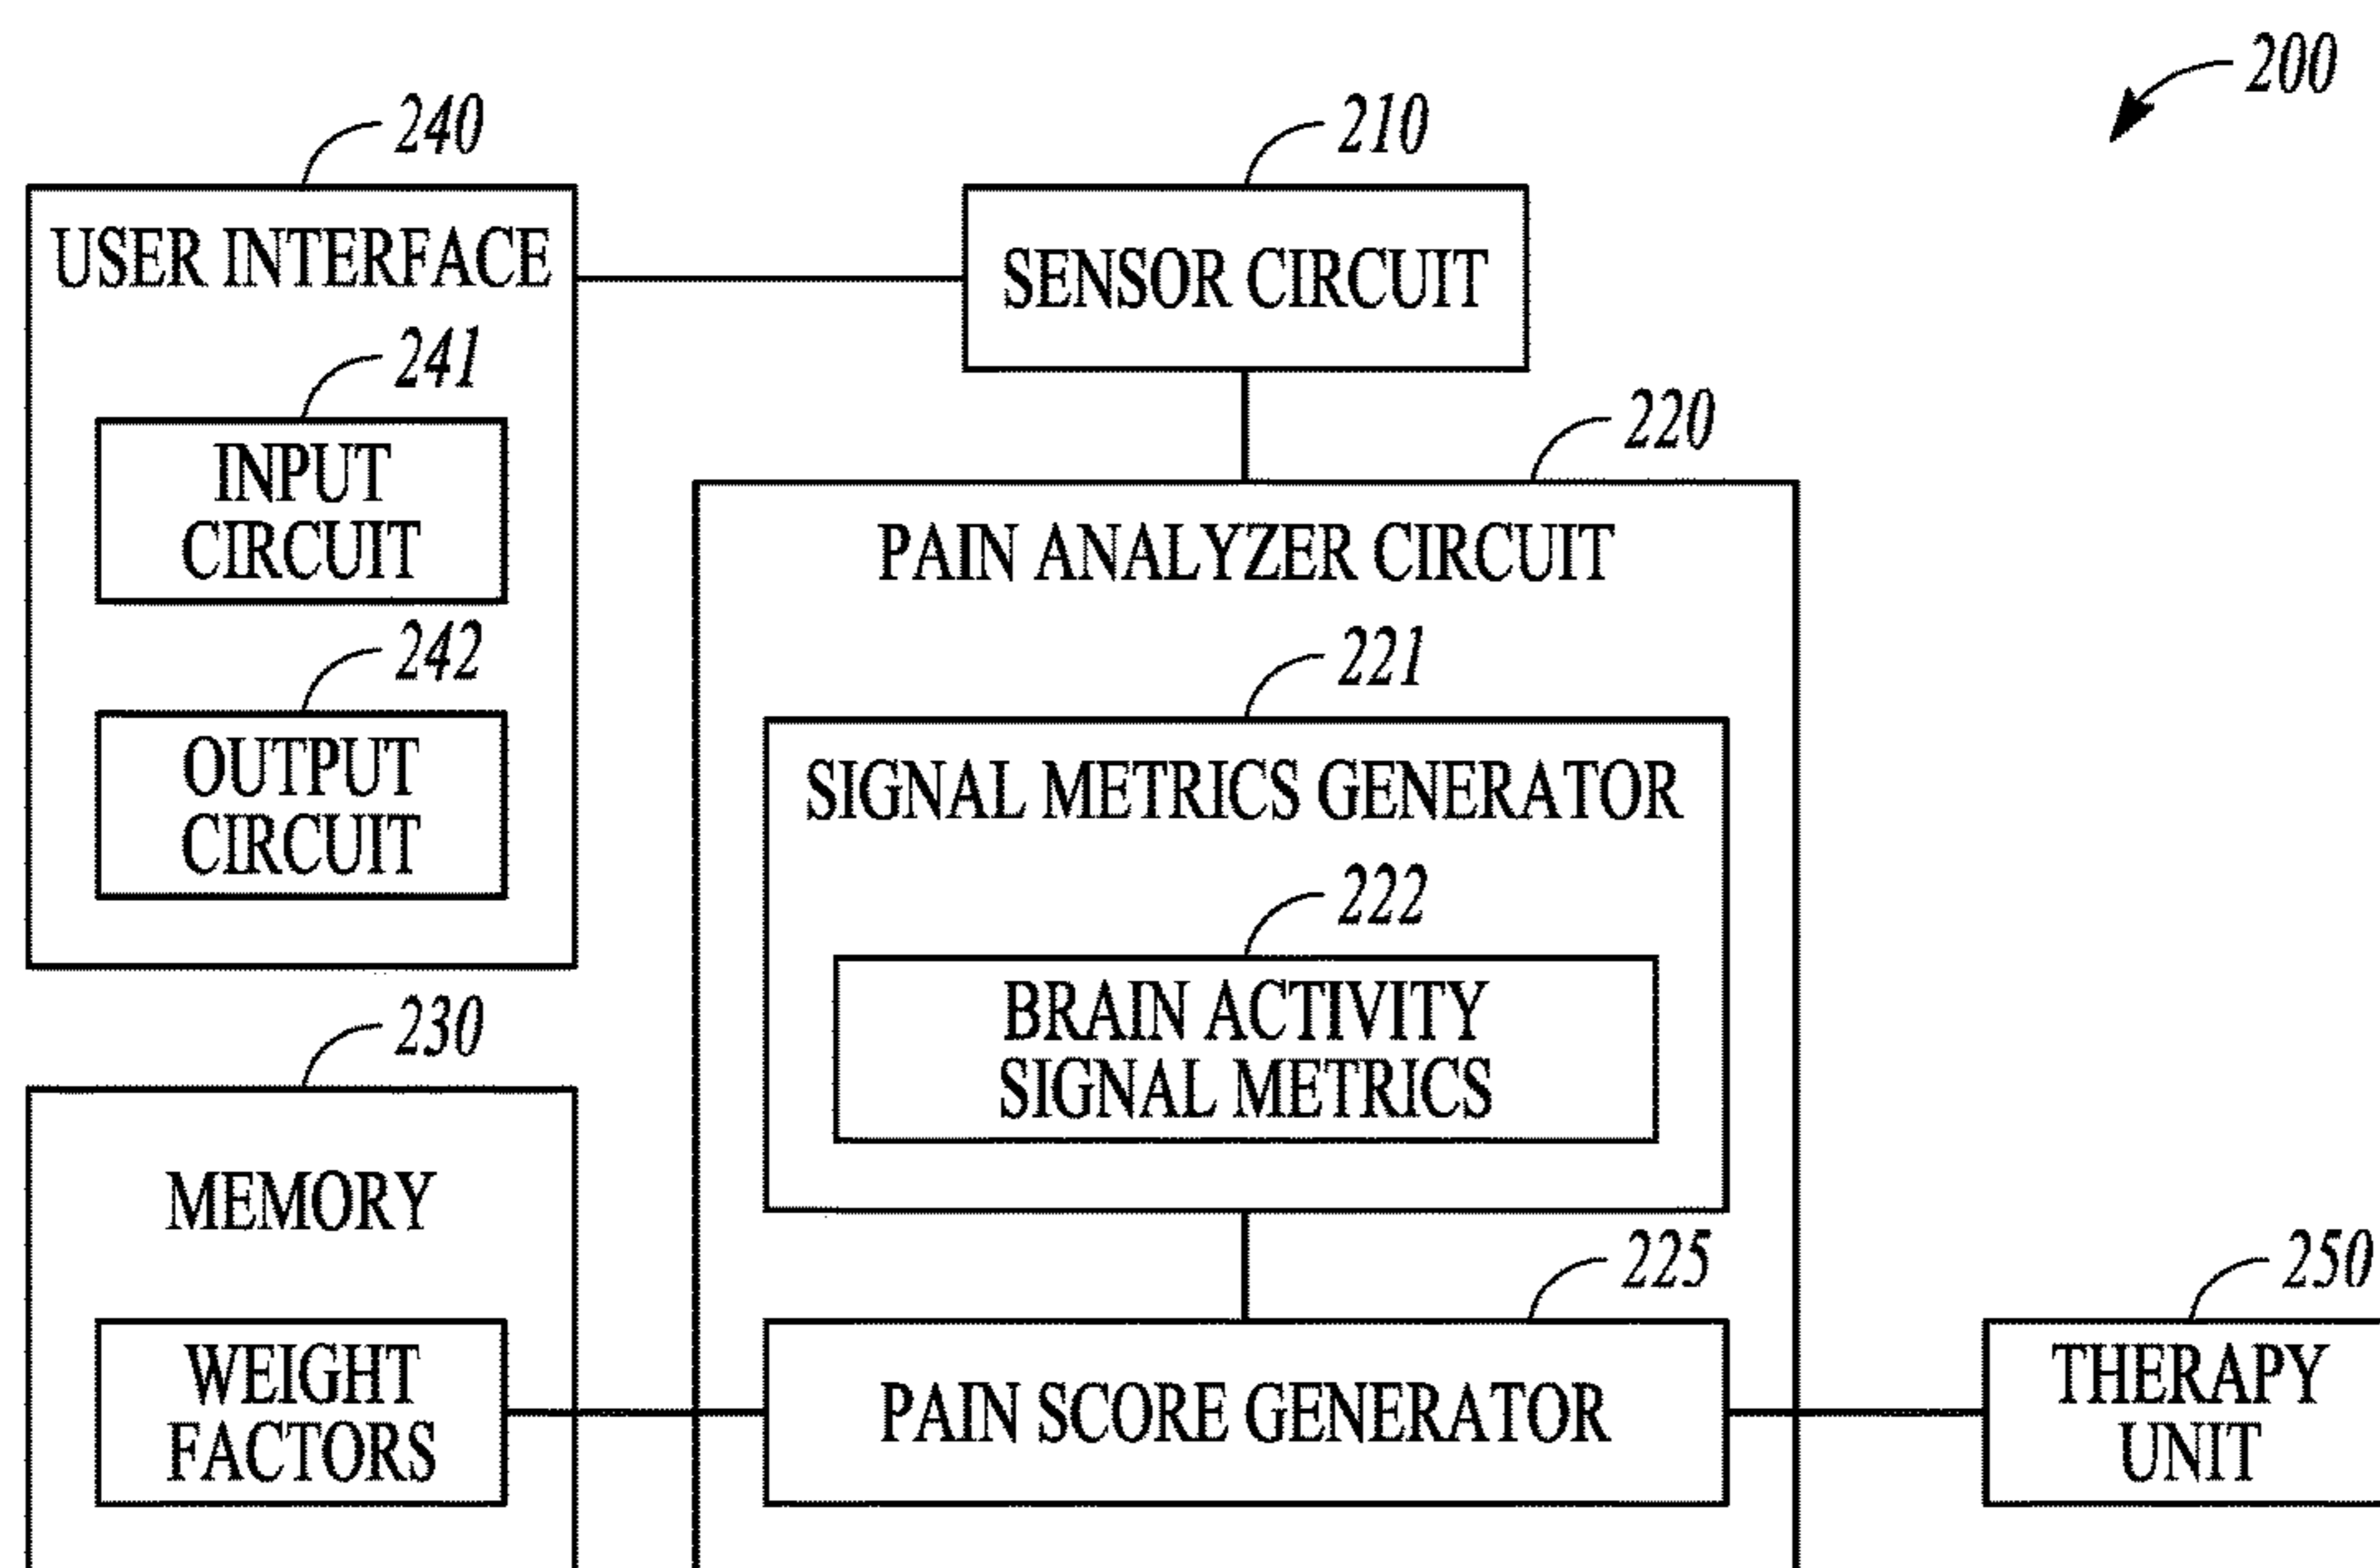 200
240
USER INTERFACE
241
INPUT
CIRCUIT
242
OUTPUT
CIRCUIT
210
SENSOR CIRCUIT
220
PAIN ANALYZER CIRCUIT
221
SIGNAL METRICS GENERATOR
222
BRAIN ACTIVITY
SIGNAL METRICS
230
MEMORY
WEIGHT
FACTORS
225
PAIN SCORE GENERATOR
250
THERAPY
UNIT